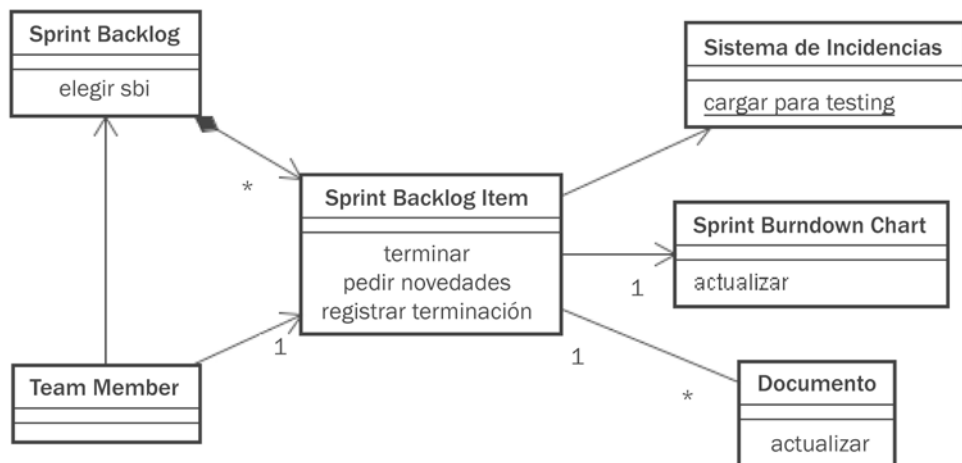 Sprint Backlog
elegir sbi
Sistema de Incidencias
cargar para testing
*
Sprint Backlog Item
terminar
pedir novedades
registrar terminación
Sprint Burndown Chart
actualizar
1
1
1
Team Member
*
Documento
actualizar